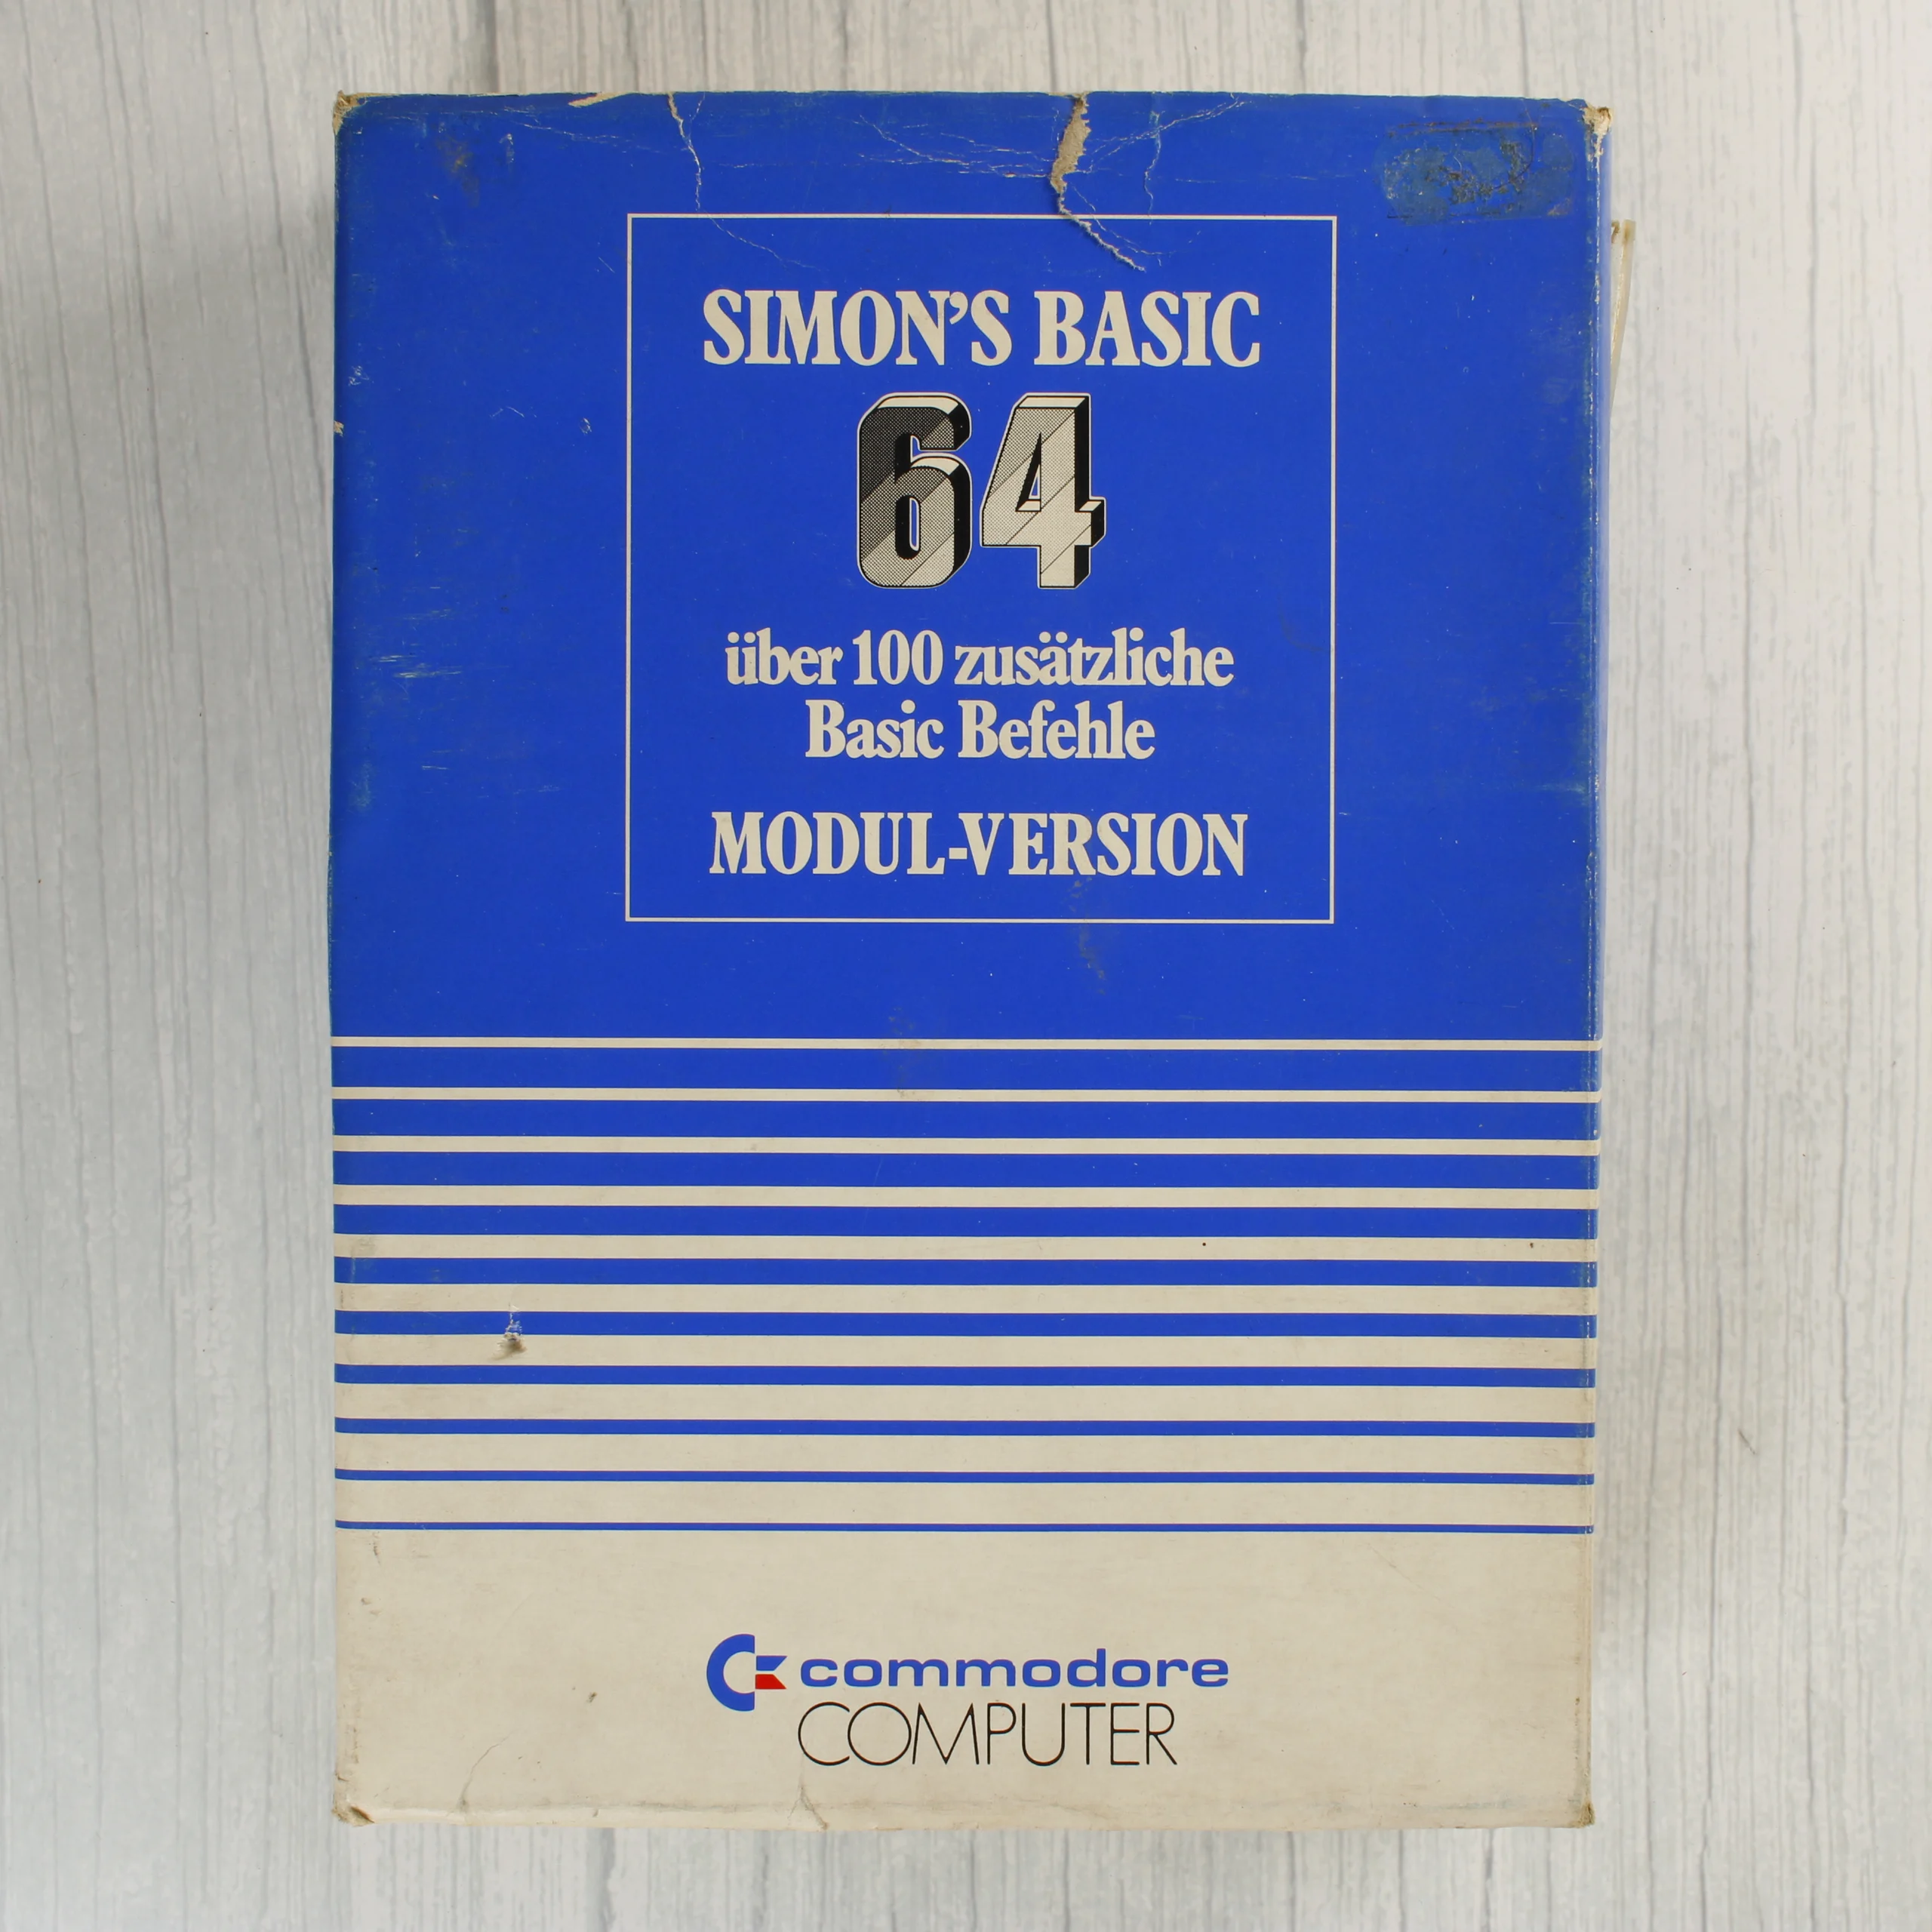 SIMON’S BASIC
64
über 100 zusätzliche
Basic Befehle
MODUL-VERSION
commodore
COMPUTER